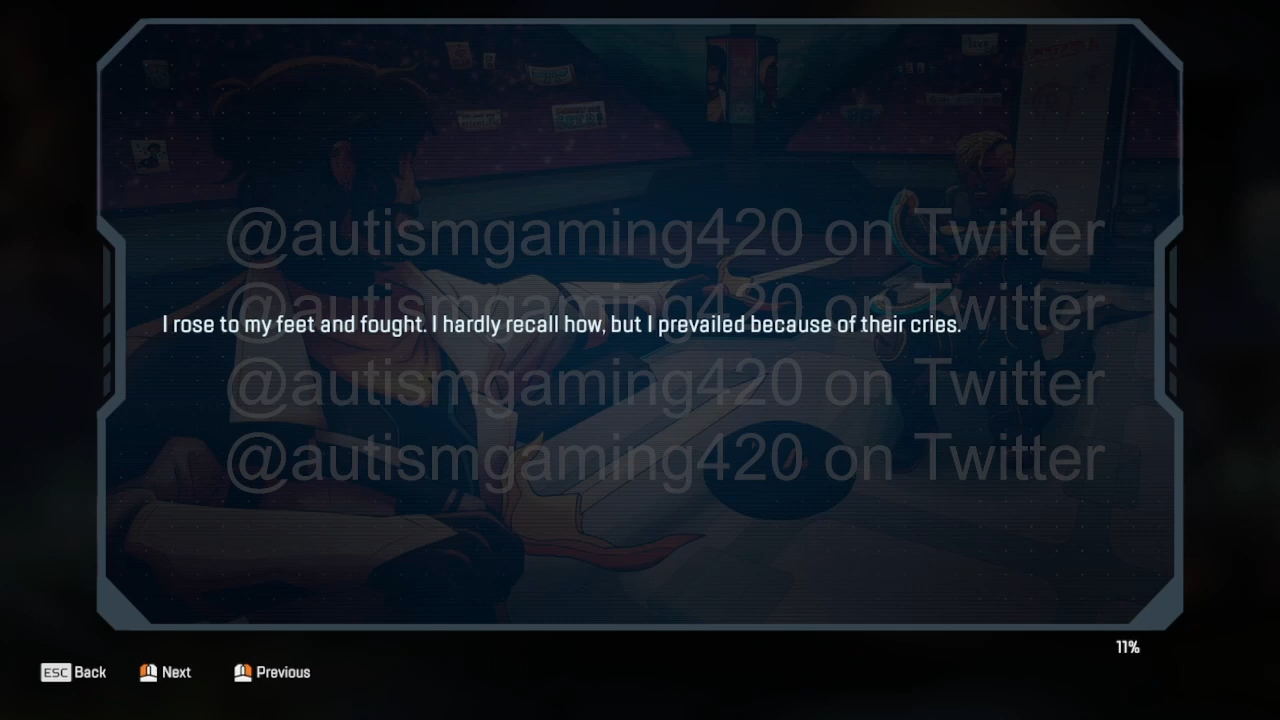 @autismgaming420 on Twitter
@autismgaming420 on Twitter
I rose to my feet and fought. I hardly recall how, but I prevailed because of their cries.
@autismgaming420 on Twitter
@autismgaming420 on Twitter
11%
ESC Back Next Previous